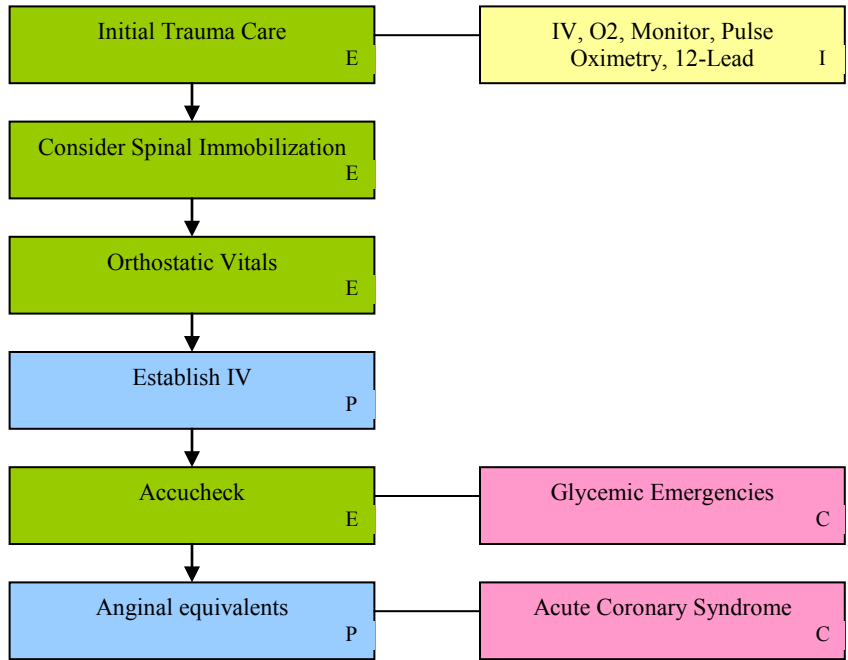 Initial Trauma Care
E
IV, O2, Monitor, Pulse
Oximetry, 12-Lead
I
Consider Spinal Immobilization
E
Orthostatic Vitals
E
Establish IV
P
Accucheck
E
Glycemic Emergencies
C
Anginal equivalents
P
Acute Coronary Syndrome
C